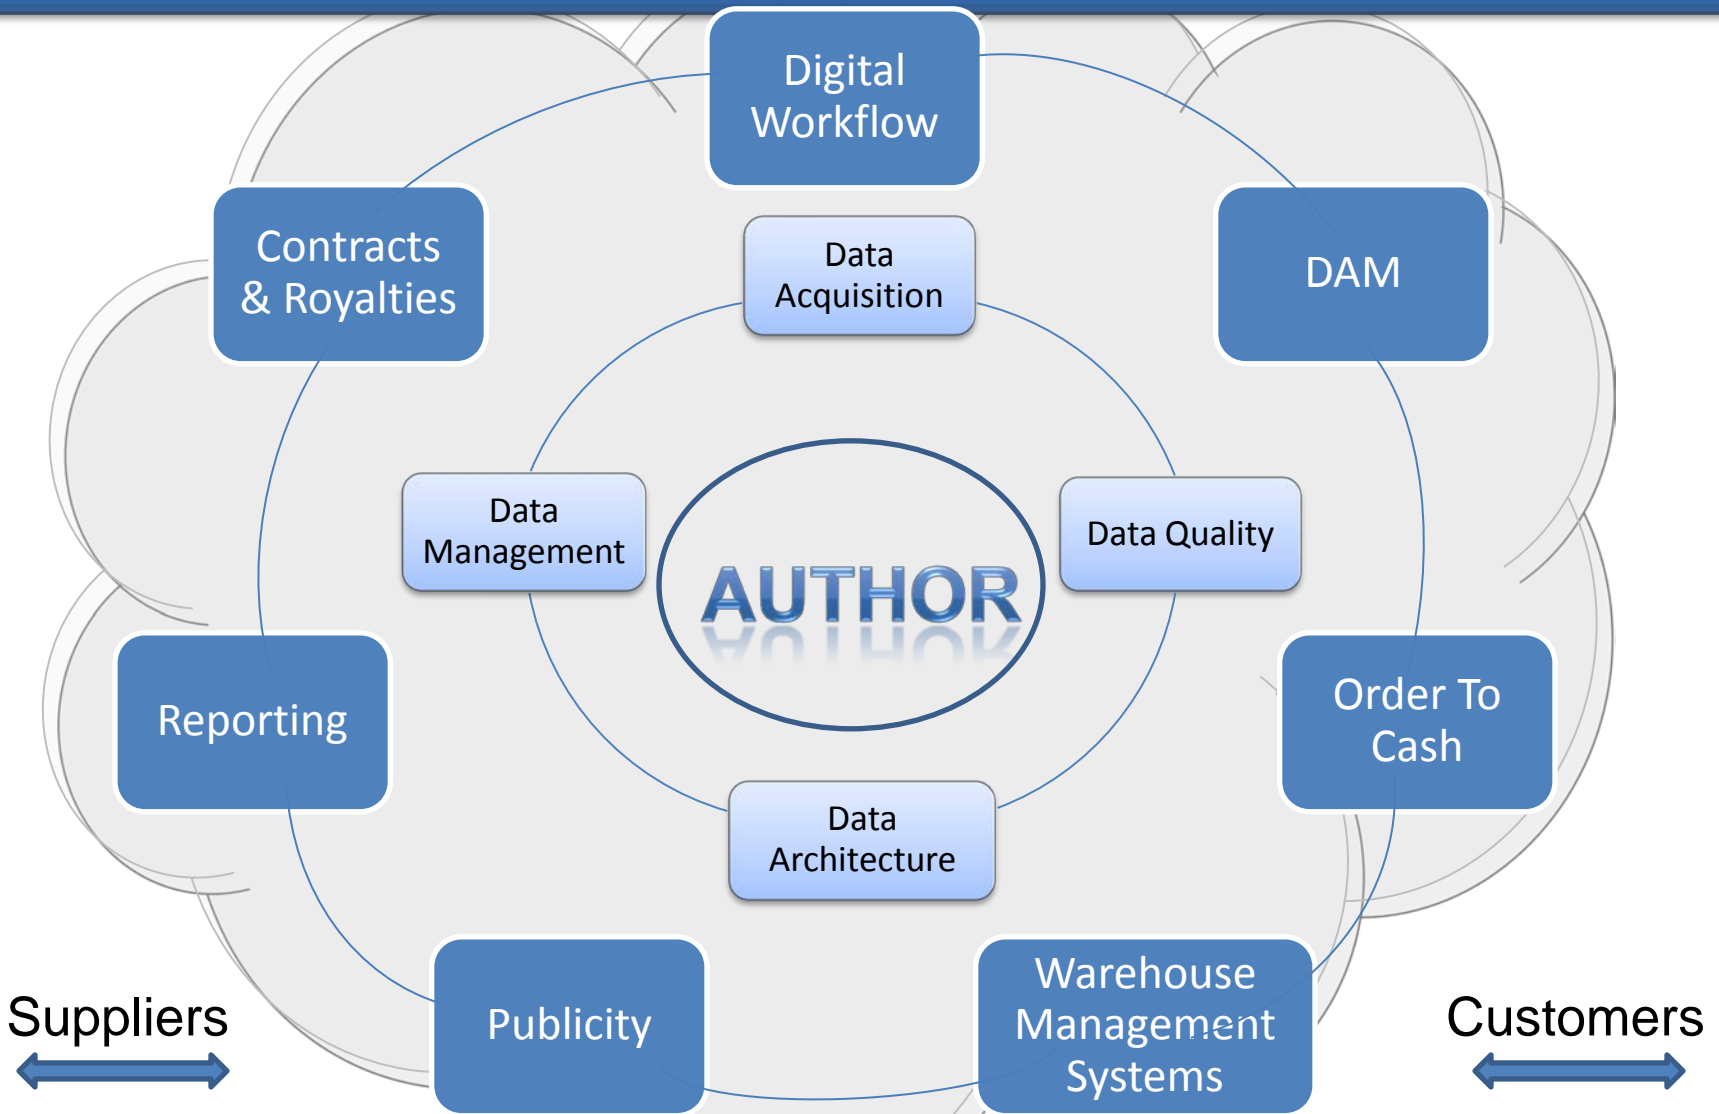 Digital
Workflow
Contracts
& Royalties
DAM
Data
Acquisition
Data
Management
Data Quality
AUTHOR
Reporting
Order To
Cash
Data
Architecture
Publicity
Warehouse
Management
Systems
Suppliers
Customers